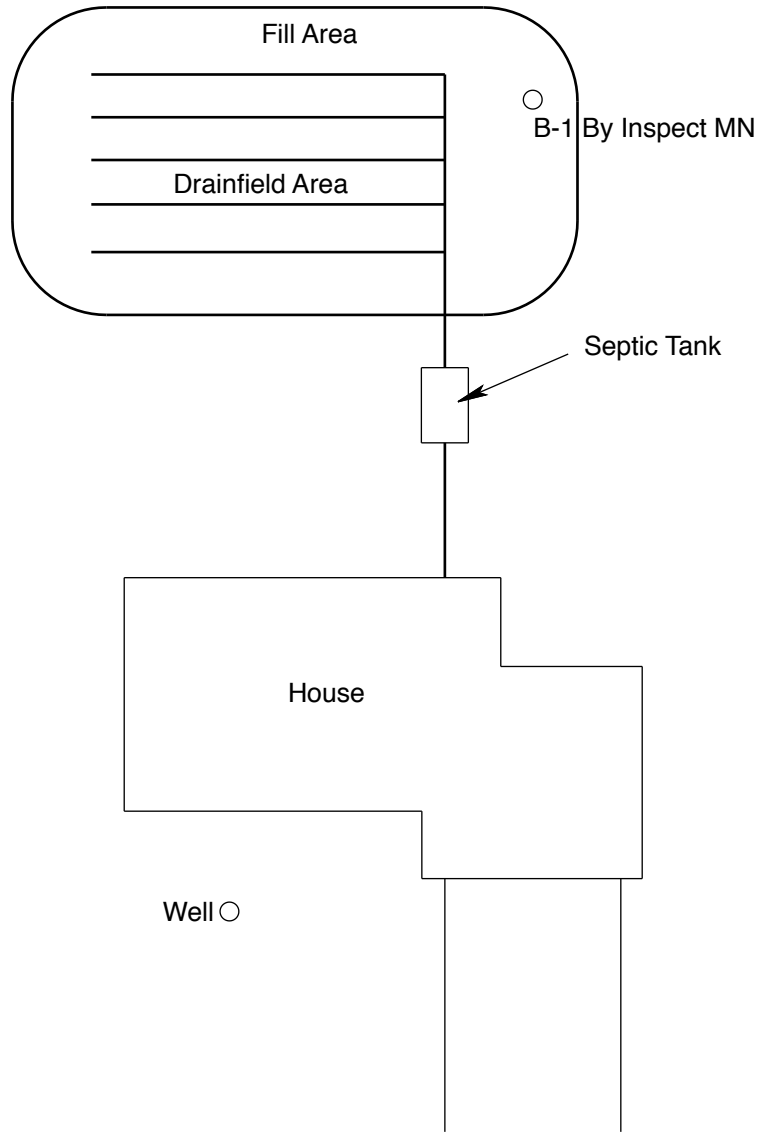 Fill Area
B-1 By Inspect MN
Drainfield Area
Septic Tank
House
Well